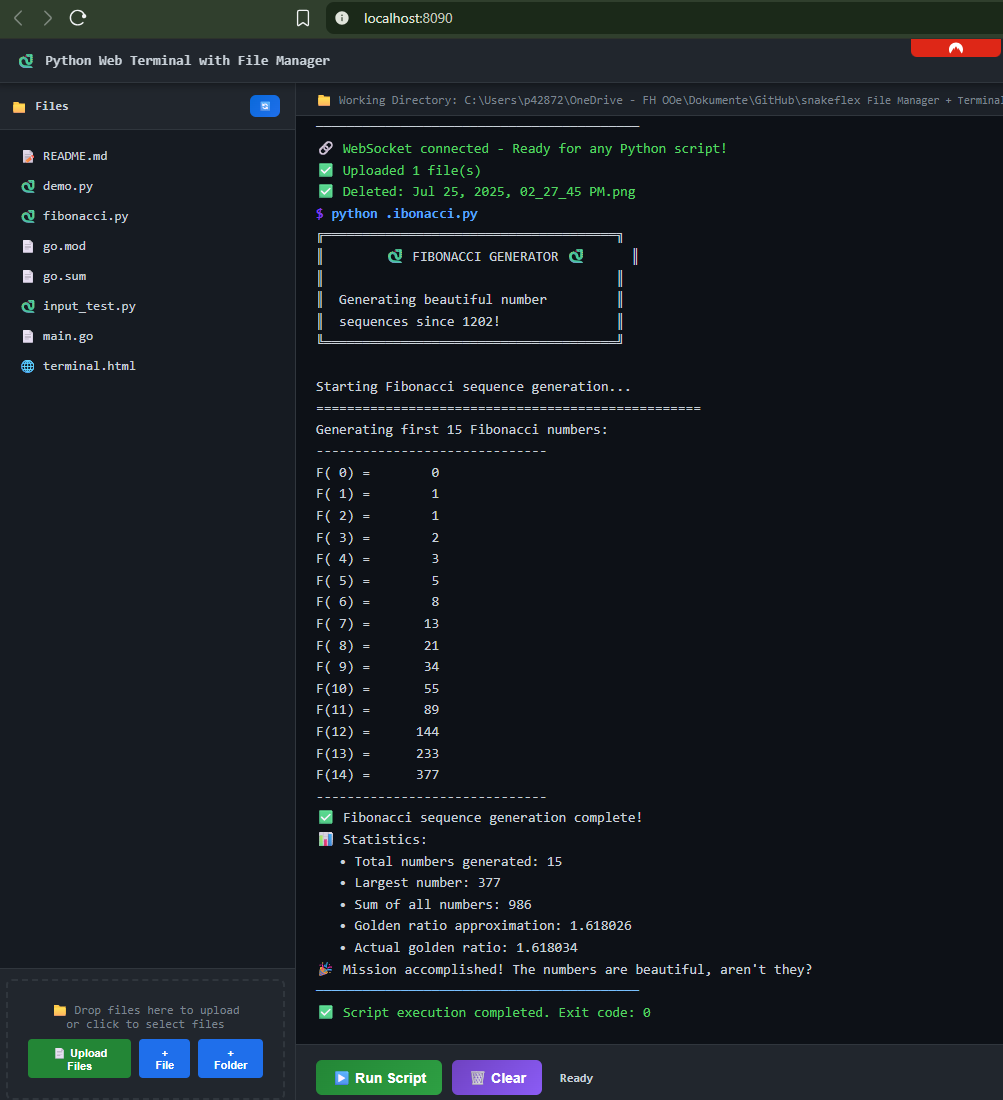 localhost:8090
Python Web Terminal with File Manager
Files
Working Directory: C:\Users\p42872\OneDrive - FH OOe\Dokumente\GitHub\snakeflex File Manager + Terminal
README.md
demo.py
fibonacci.py
go.mod
go.sum
input_test.py
main.go
terminal.html
Drop files here to upload
or click to select files
Upload Files
+ File
+ Folder
WebSocket connected - Ready for any Python script!
Uploaded 1 file(s)
Deleted: Jul 25, 2025, 02_27_45 PM.png
$ python .ibonacci.py
FIBONACCI GENERATOR
Generating beautiful number
sequences since 1202!
Starting Fibonacci sequence generation...
==================================================
Generating first 15 Fibonacci numbers:
------------------------------
F( 0) =        0
F( 1) =        1
F( 2) =        1
F( 3) =        2
F( 4) =        3
F( 5) =        5
F( 6) =        8
F( 7) =       13
F( 8) =       21
F( 9) =       34
F(10) =       55
F(11) =       89
F(12) =      144
F(13) =      233
F(14) =      377
------------------------------
Fibonacci sequence generation complete!
Statistics:
• Total numbers generated: 15
• Largest number: 377
• Sum of all numbers: 986
• Golden ratio approximation: 1.618026
• Actual golden ratio: 1.618034
Mission accomplished! The numbers are beautiful, aren't they?
Script execution completed. Exit code: 0
Run Script
Clear
Ready